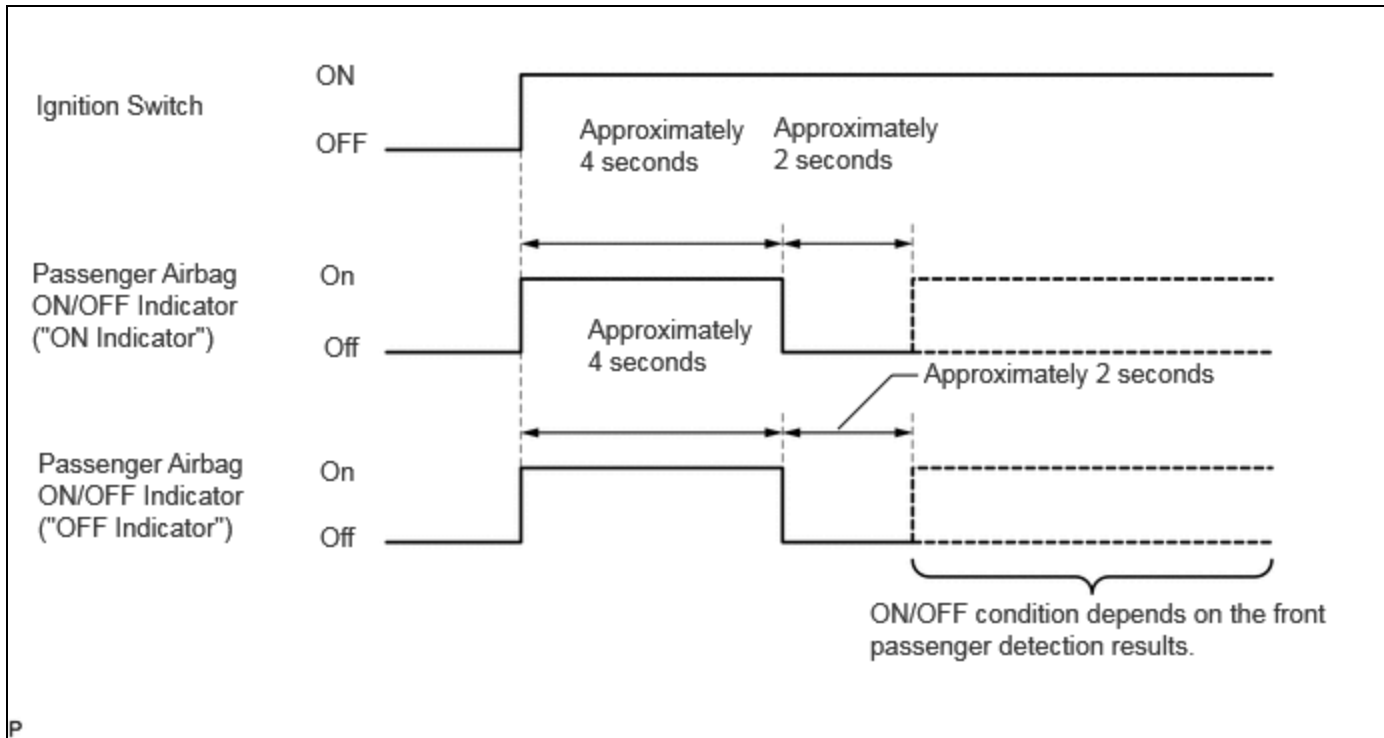 ON
Ignition Switch
OFF
Approximately
4 seconds
Approximately
2 seconds
Passenger Airbag
ON/OFF Indicator
("ON Indicator")
On
Off
Approximately
4 seconds
Approximately 2 seconds
Passenger Airbag
ON/OFF Indicator
("OFF Indicator")
On
Off
ON/OFF condition depends on the front
passenger detection results.
P